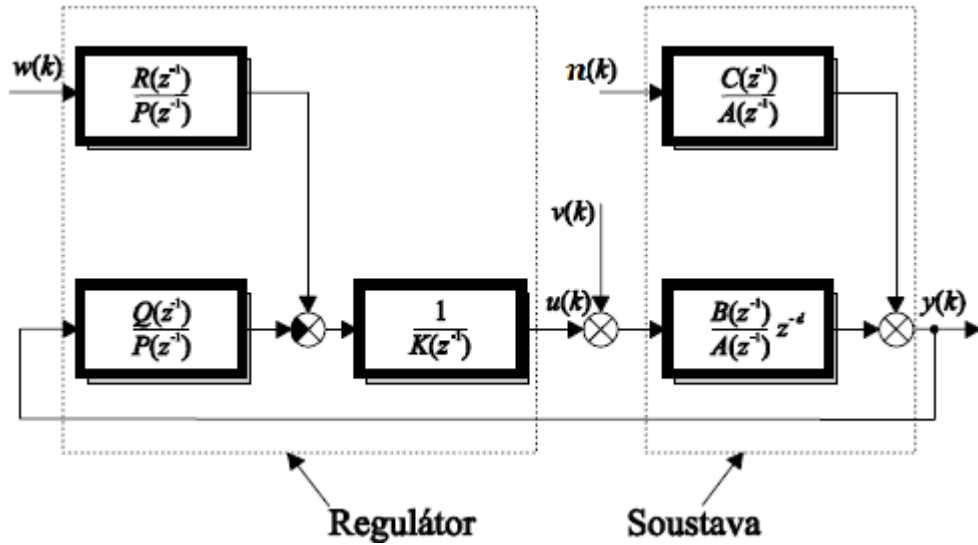 w(k)
R(z⁻¹)
P(z⁻¹)
n(k)
C(z⁻¹)
A(z⁻¹)
v(k)
Q(z⁻¹)
P(z⁻¹)
1
K(z⁻¹)
u(k)
B(z⁻¹)
A(z⁻¹)
z⁻ᵈ
y(k)
Regulátor
Soustava